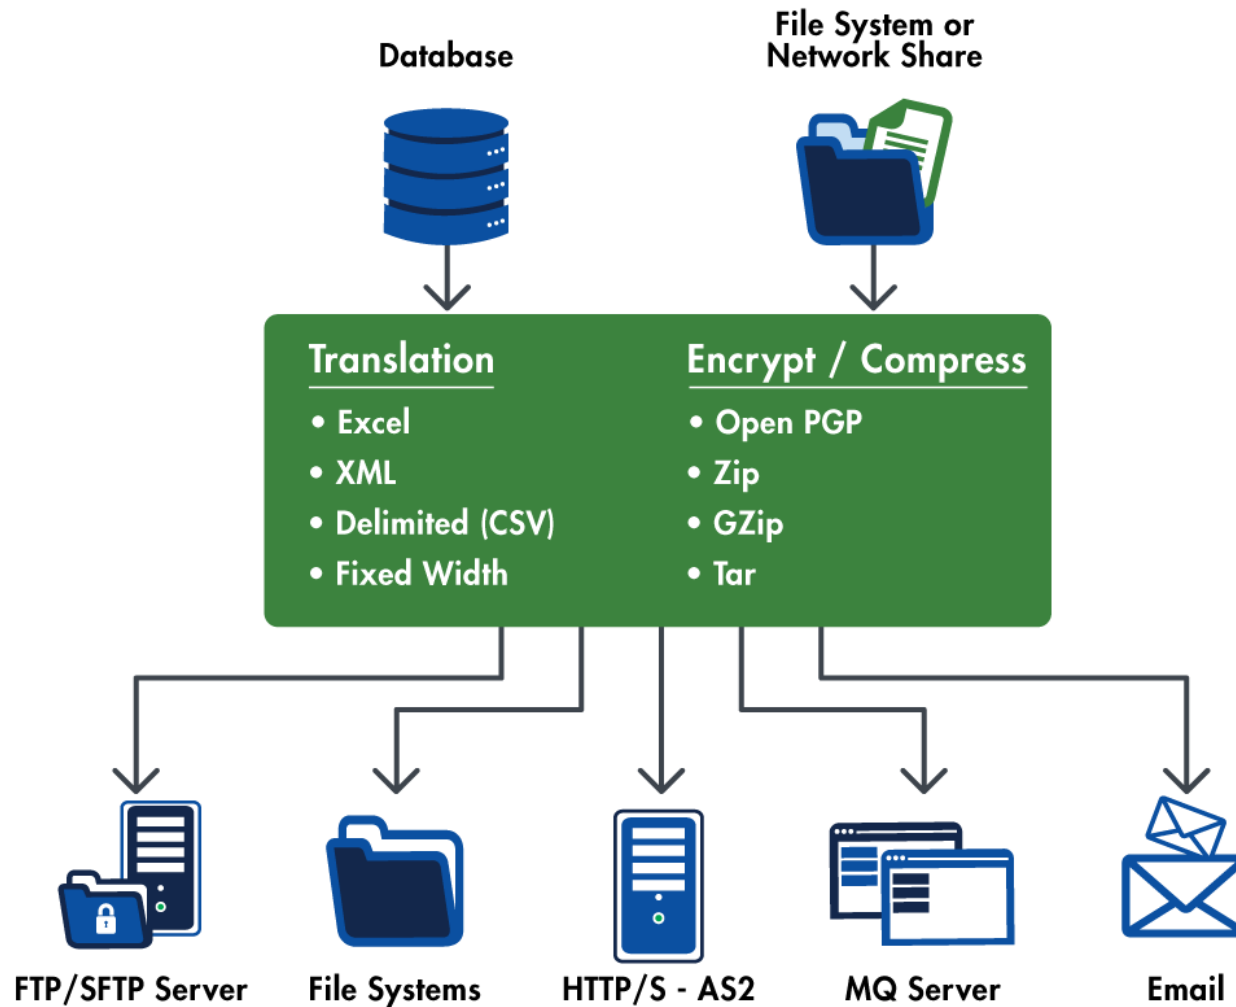 Database
File System or
Network Share
Translation
• Excel
• XML
• Delimited (CSV)
• Fixed Width
Encrypt / Compress
• Open PGP
• Zip
• GZip
• Tar
FTP/SFTP Server
File Systems
HTTP/S - AS2
MQ Server
Email